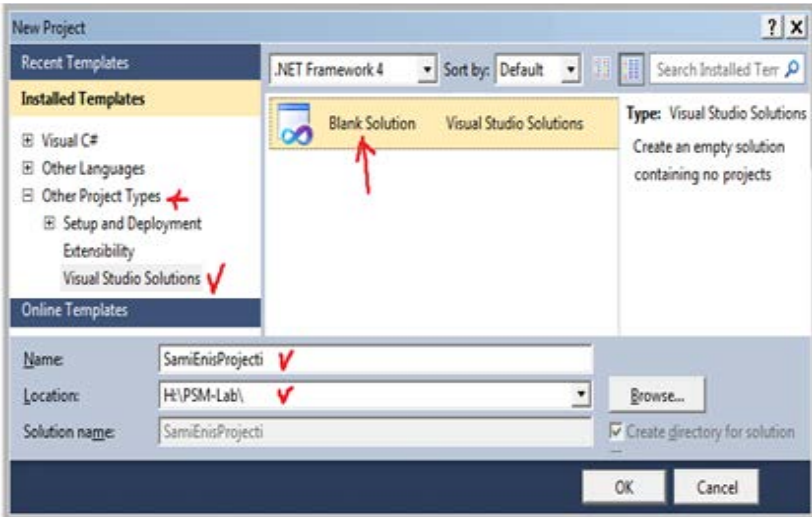 New Project
Recent Templates
.NET Framework 4
Sort by: Default
Search Installed Terr
Installed Templates
Visual C#
Other Languages
Other Project Types
Setup and Deployment
Extensibility
Visual Studio Solutions
Online Templates
Blank Solution Visual Studio Solutions
Type: Visual Studio Solutions
Create an empty solution
containing no projects
Name: SamiEnisProjecti
Location: H:\PSM-Lab\
Browse...
Solution name: SamiEnisProjecti
Create directory for solution
OK Cancel